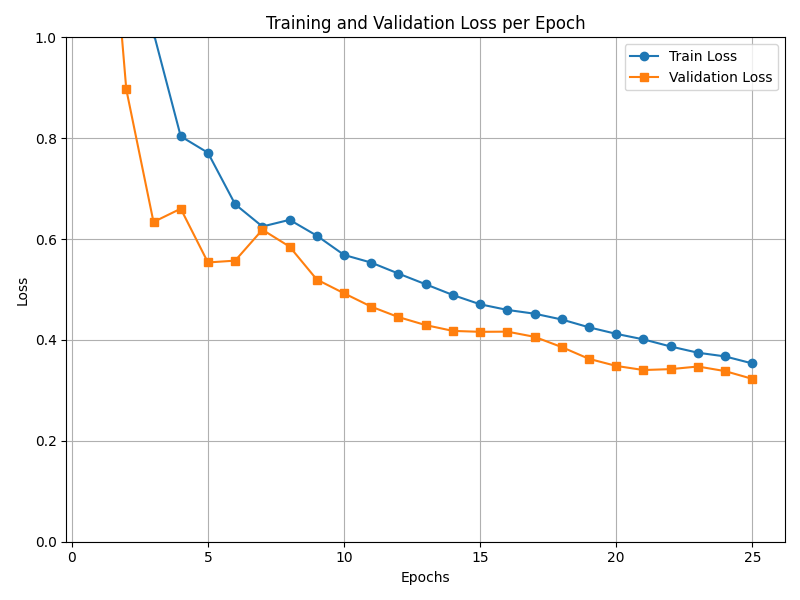 Training and Validation Loss per Epoch
1.0
Train Loss
Validation Loss
0.8
0.6
Loss
0.4
0.2
0.0
0 5 10 15 20 25
Epochs